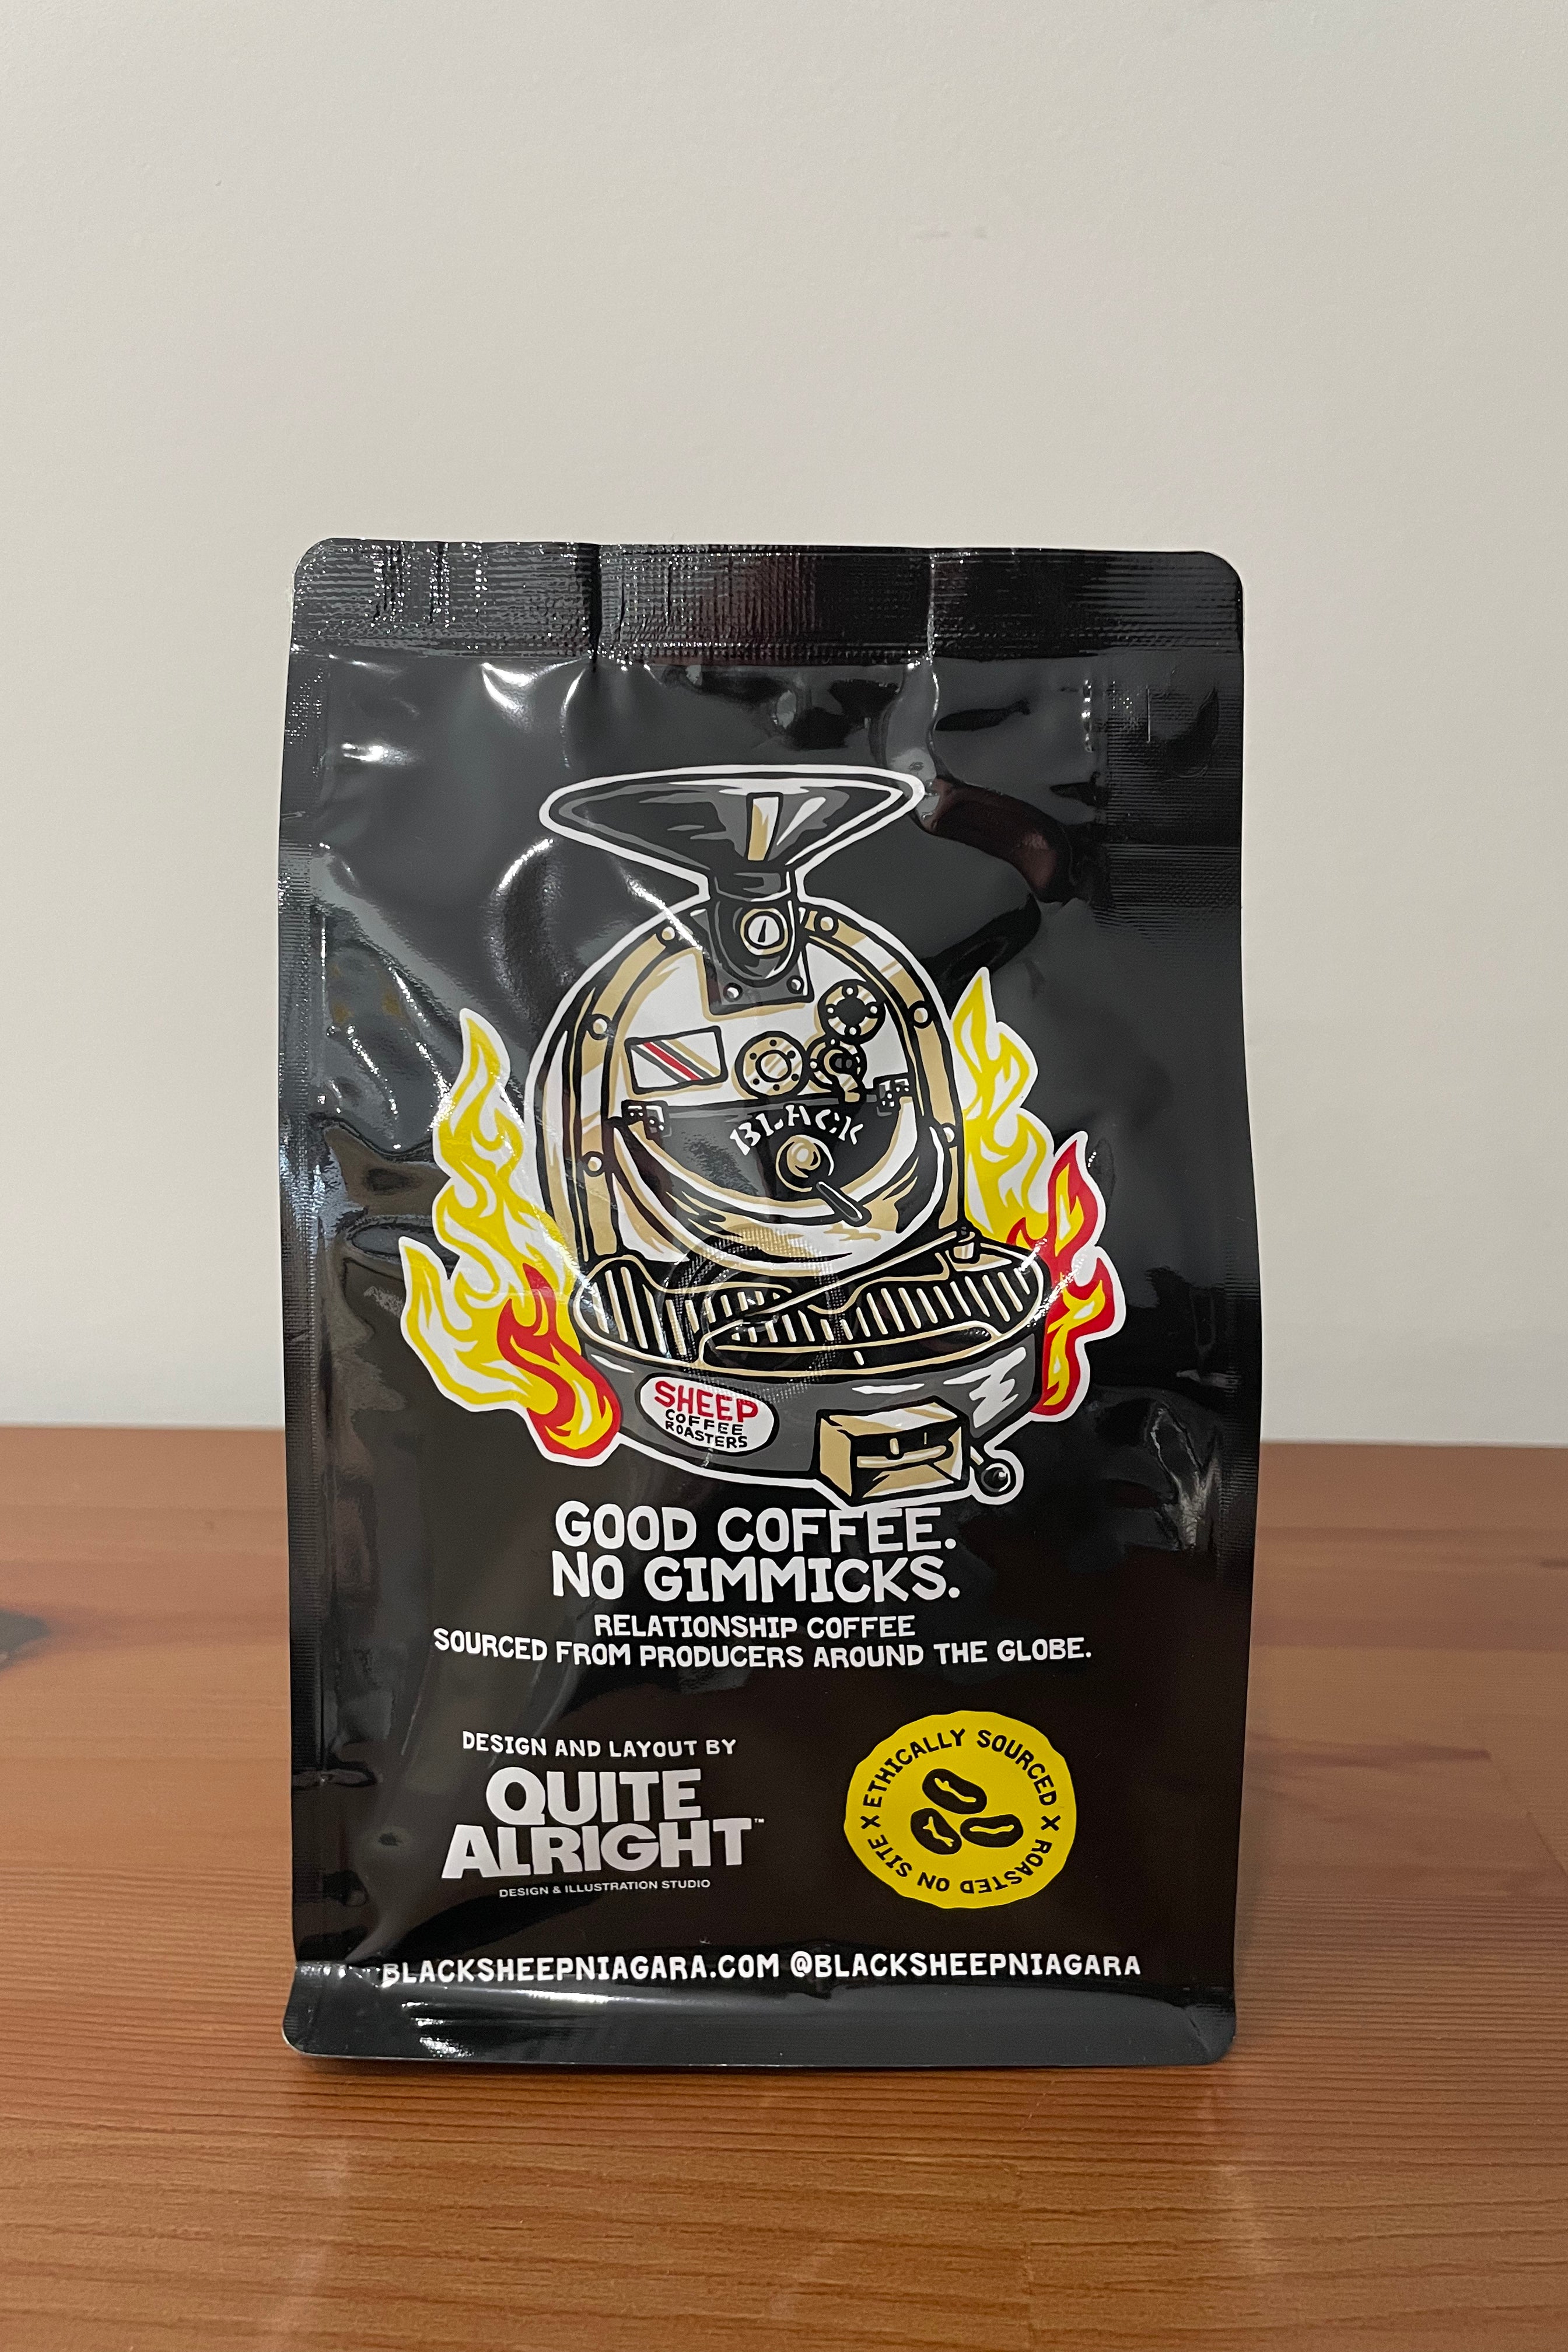 BLACK
SHEEP
COFFEE
ROASTERS
GOOD COFFEE.
NO GIMMICKS.
RELATIONSHIP COFFEE
SOURCED FROM PRODUCERS AROUND THE GLOBE.
DESIGN AND LAYOUT BY
QUITE
ALRIGHT™
DESIGN & ILLUSTRATION STUDIO
ETHICALLY SOURCED X ROASTED ON SITE X
BLACKSHEEPNIAGARA.COM @BLACKSHEEPNIAGARA